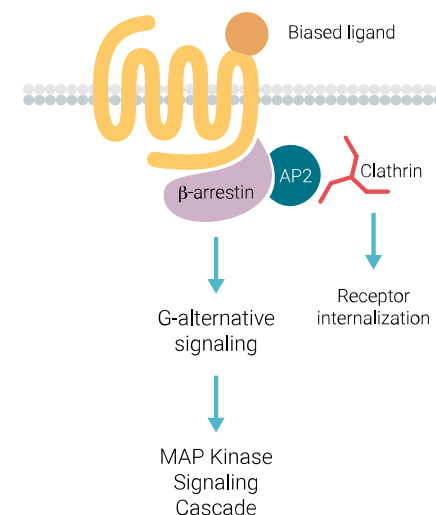 Biased ligand
AP2
Clathrin
β-arrestin
G-alternative
signaling
Receptor
internalization
MAP Kinase
Signaling
Cascade